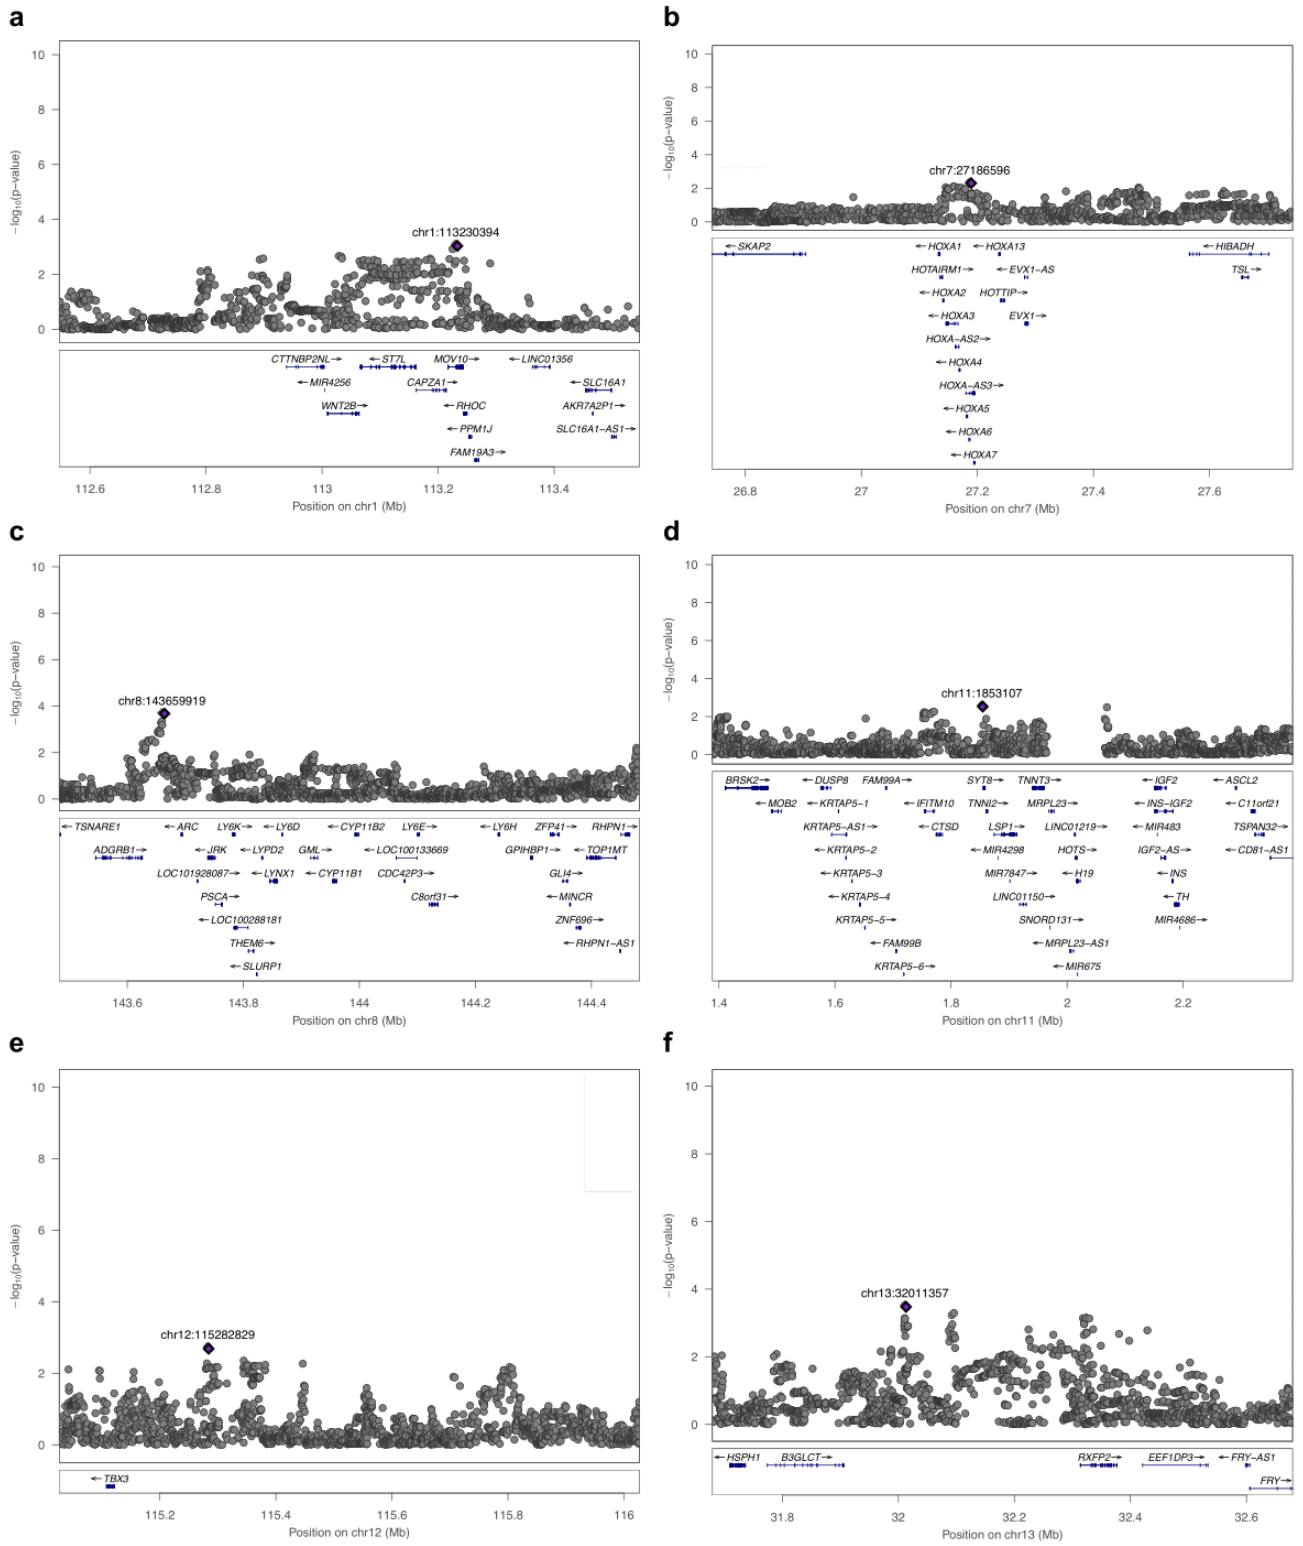 a
10
8
6
4
2
0
−log10(p−value)
chr1:113230394
CTTNBP2NL→ ←ST7L MOV10→ ←LINC01356
←MIR4256 CAPZA1→ ←SLC16A1
WNT2B→ ←RHOC AKR7A2P1→
←PPM1J SLC16A1−AS1→
FAM19A3→
112.6 112.8 113 113.2 113.4
Position on chr1 (Mb)
b
10
8
6
4
2
0
−log10(p−value)
chr7:27186596
←SKAP2 ←HOXA1 ←HOXA13 ←HIBADH
HOTAIRM1→ ←EVX1−AS TSL→
←HOXA2 HOTTIP→
←HOXA3 EVX1→
HOXA−AS2→
←HOXA4
HOXA−AS3→
←HOXA5
←HOXA6
←HOXA7
26.8 27 27.2 27.4 27.6
Position on chr7 (Mb)
c
10
8
6
4
2
0
−log10(p−value)
chr8:143659919
←TSNARE1 ←ARC LY6K→ ←LY6D ←CYP11B2 LY6E→ ←LY6H ZFP41→ RHPN1→
ADGRB1→ ←JRK ←LYPD2 GML→ ←LOC100133669 GPIHBP1→ ←TOP1MT
LOC101928087→ ←LYNX1 ←CYP11B1 CDC42P3→ GLI4→
PSCA→ C8orf31→ ←MINCR
←LOC100288181 ZNF696→
THEM6→ ←RHPN1−AS1
←SLURP1
143.6 143.8 144 144.2 144.4
Position on chr8 (Mb)
d
10
8
6
4
2
0
−log10(p−value)
chr11:1853107
BRSK2→ ←DUSP8 FAM99A→ SYT8→ TNNT3→ ←IGF2 ←ASCL2
←MOB2 ←KRTAP5−1 ←IFITM10 TNNI2→ MRPL23→ ←INS−IGF2 ←C11orf21
KRTAP5−AS1→ ←CTSD LSP1→ LINC01219→ ←MIR483 TSPAN32→
←KRTAP5−2 ←MIR4298 HOTS→ IGF2−AS→ ←CD81−AS1
←KRTAP5−3 MIR7847→ ←H19 ←INS
←KRTAP5−4 LINC01150→ ←TH
KRTAP5−5→ SNORD131→ MIR4686→
←FAM99B ←MRPL23−AS1
KRTAP5−6→ ←MIR675
1.4 1.6 1.8 2 2.2
Position on chr11 (Mb)
e
10
8
6
4
2
0
−log10(p−value)
chr12:115282829
←TBX3
115.2 115.4 115.6 115.8 116
Position on chr12 (Mb)
f
10
8
6
4
2
0
−log10(p−value)
chr13:32011357
←HSPH1 B3GLCT→ RXFP2→ EEF1DP3→ ←FRY−AS1
FRY→
31.8 32 32.2 32.4 32.6
Position on chr13 (Mb)